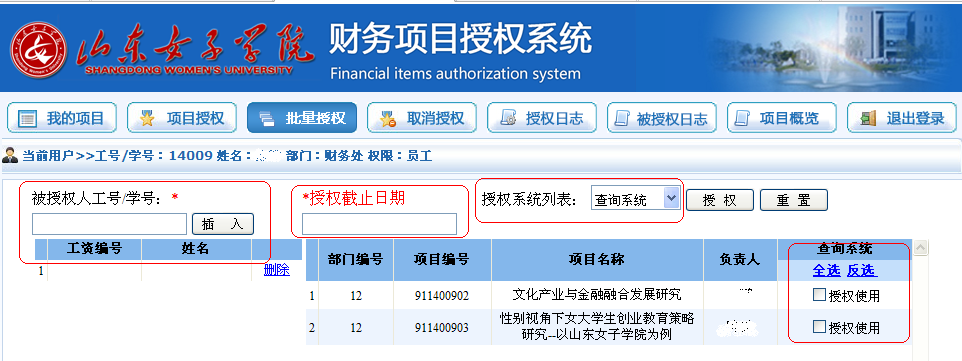 山东女子学院
SHANGDONG WOMEN'S UNIVERSITY
财务项目授权系统
Financial items authorization system
我的项目 项目授权 批量授权 取消授权 授权日志 被授权日志 项目概览 退出登录
当前用户>>工号/学号：14009 姓名： 部门：财务处 权限：员工
被授权人工号/学号：* *授权截止日期 授权系统列表： 查询系统 授 权 重 置
插 入
工资编号 姓名
1 删除
部门编号 项目编号 项目名称 负责人 查询系统
全选 反选
1 12 911400902 文化产业与金融融合发展研究 授权使用
2 12 911400903 性别视角下女大学生创业教育策略
研究--以山东女子学院为例 授权使用